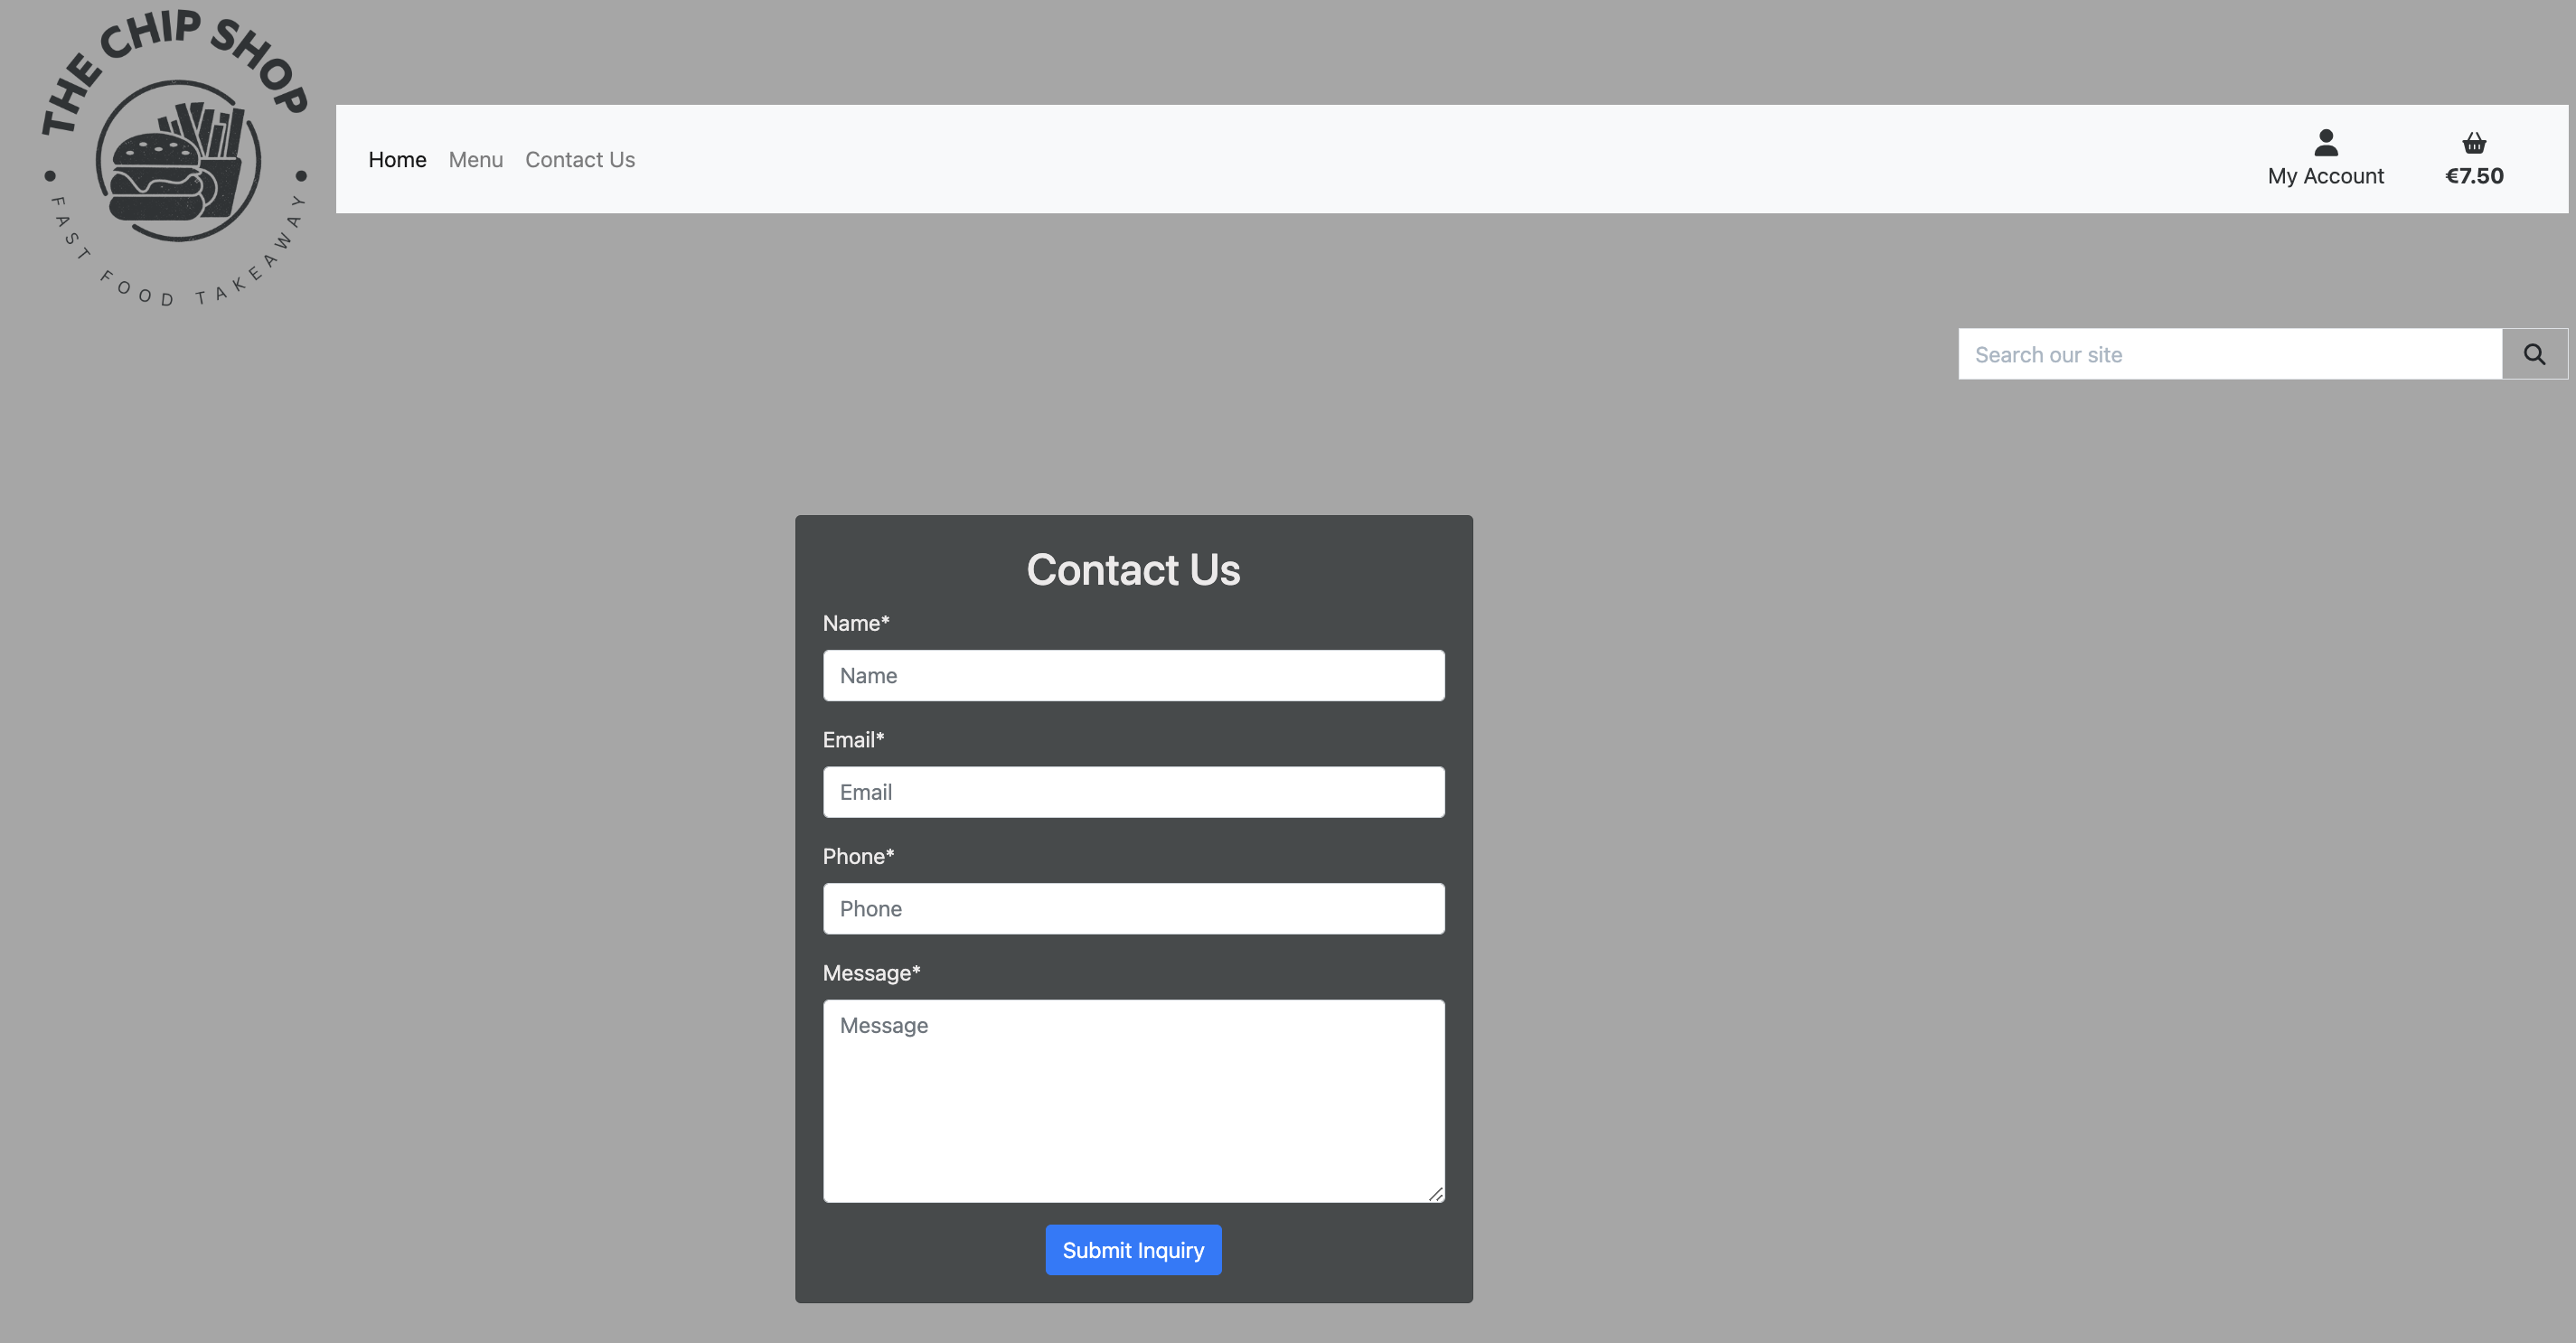 THE CHIP SHOP
FAST FOOD TAKEAWAY
Home Menu Contact Us
My Account
€7.50
Search our site
Contact Us
Name*
Name
Email*
Email
Phone*
Phone
Message*
Message
Submit Inquiry